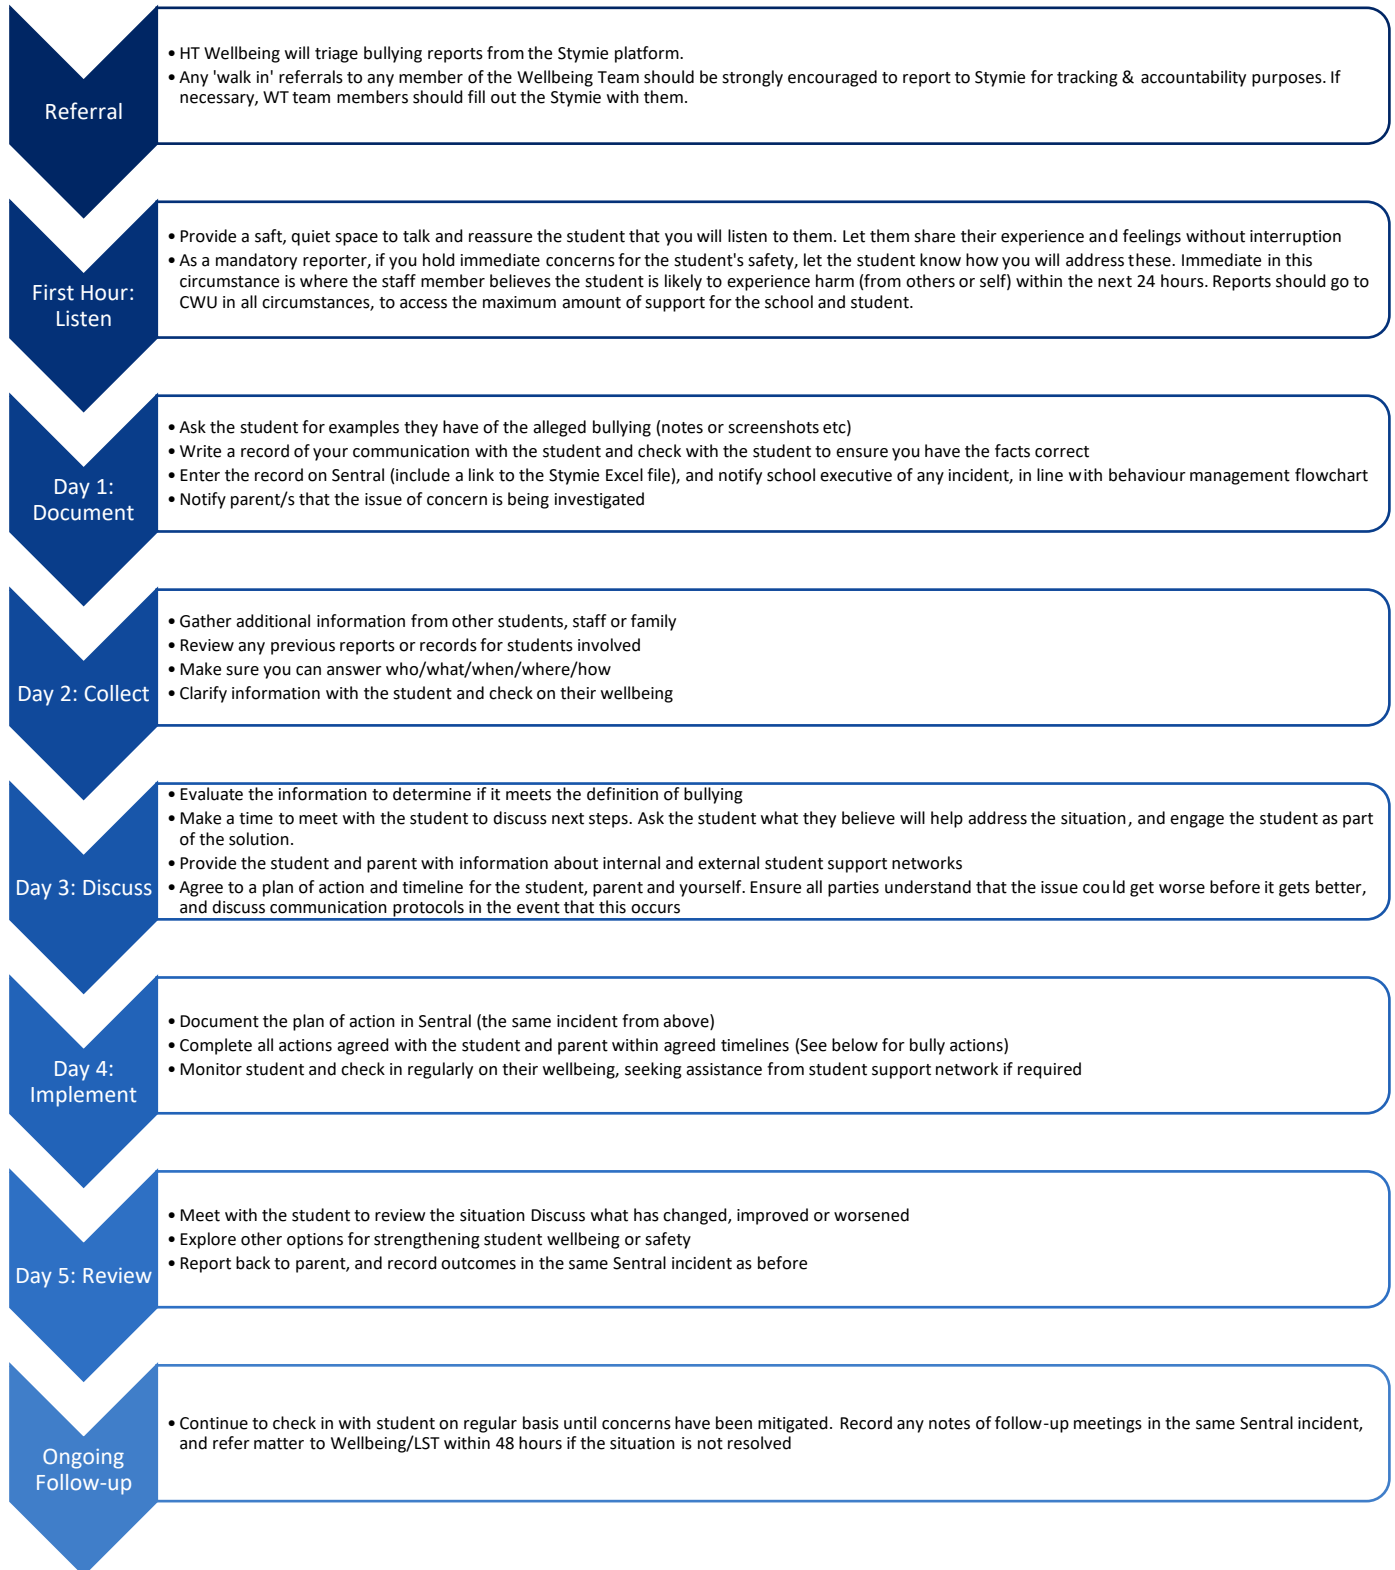 Referral
• HT Wellbeing will triage bullying reports from the Stymie platform.
• Any 'walk in' referrals to any member of the Wellbeing Team should be strongly encouraged to report to Stymie for tracking & accountability purposes. If
necessary, WT team members should fill out the Stymie with them.
First Hour:
Listen
• Provide a saft, quiet space to talk and reassure the student that you will listen to them. Let them share their experience and feelings without interruption
• As a mandatory reporter, if you hold immediate concerns for the student's safety, let the student know how you will address these. Immediate in this
circumstance is where the staff member believes the student is likely to experience harm (from others or self) within the next 24 hours. Reports should go to
CWU in all circumstances, to access the maximum amount of support for the school and student.
Day 1:
Document
• Ask the student for examples they have of the alleged bullying (notes or screenshots etc)
• Write a record of your communication with the student and check with the student to ensure you have the facts correct
• Enter the record on Sentral (include a link to the Stymie Excel file), and notify school executive of any incident, in line with behaviour management flowchart
• Notify parent/s that the issue of concern is being investigated
Day 2: Collect
• Gather additional information from other students, staff or family
• Review any previous reports or records for students involved
• Make sure you can answer who/what/when/where/how
• Clarify information with the student and check on their wellbeing
Day 3: Discuss
• Evaluate the information to determine if it meets the definition of bullying
• Make a time to meet with the student to discuss next steps. Ask the student what they believe will help address the situation, and engage the student as part
of the solution.
• Provide the student and parent with information about internal and external student support networks
• Agree to a plan of action and timeline for the student, parent and yourself. Ensure all parties understand that the issue could get worse before it gets better,
and discuss communication protocols in the event that this occurs
Day 4:
Implement
• Document the plan of action in Sentral (the same incident from above)
• Complete all actions agreed with the student and parent within agreed timelines (See below for bully actions)
• Monitor student and check in regularly on their wellbeing, seeking assistance from student support network if required
Day 5: Review
• Meet with the student to review the situation Discuss what has changed, improved or worsened
• Explore other options for strengthening student wellbeing or safety
• Report back to parent, and record outcomes in the same Sentral incident as before
Ongoing
Follow-up
• Continue to check in with student on regular basis until concerns have been mitigated. Record any notes of follow-up meetings in the same Sentral incident,
and refer matter to Wellbeing/LST within 48 hours if the situation is not resolved